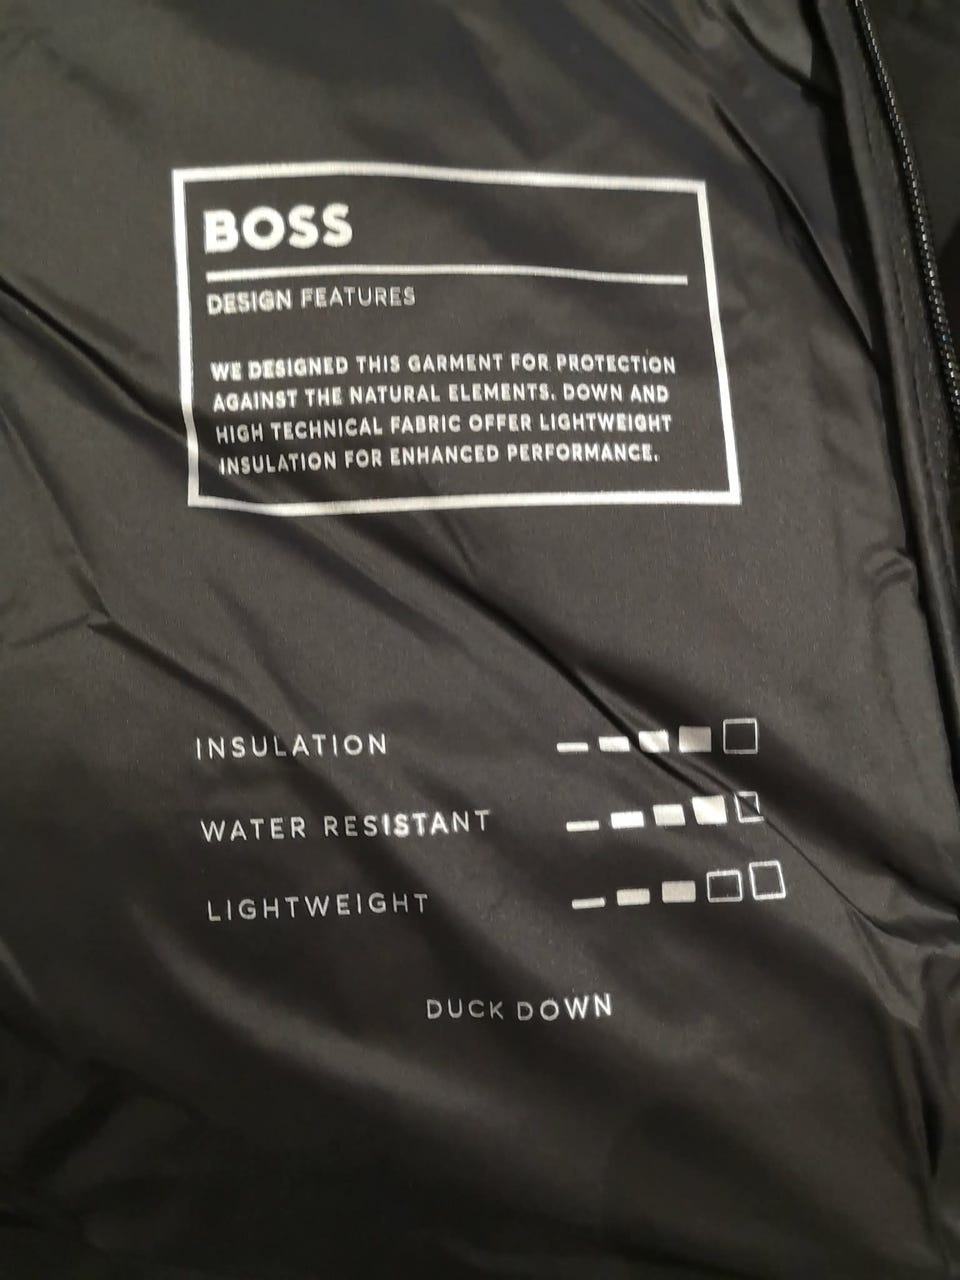 BOSS
DESIGN FEATURES
WE DESIGNED THIS GARMENT FOR PROTECTION
AGAINST THE NATURAL ELEMENTS. DOWN AND
HIGH TECHNICAL FABRIC OFFER LIGHTWEIGHT
INSULATION FOR ENHANCED PERFORMANCE.
INSULATION
WATER RESISTANT
LIGHTWEIGHT
DUCK DOWN